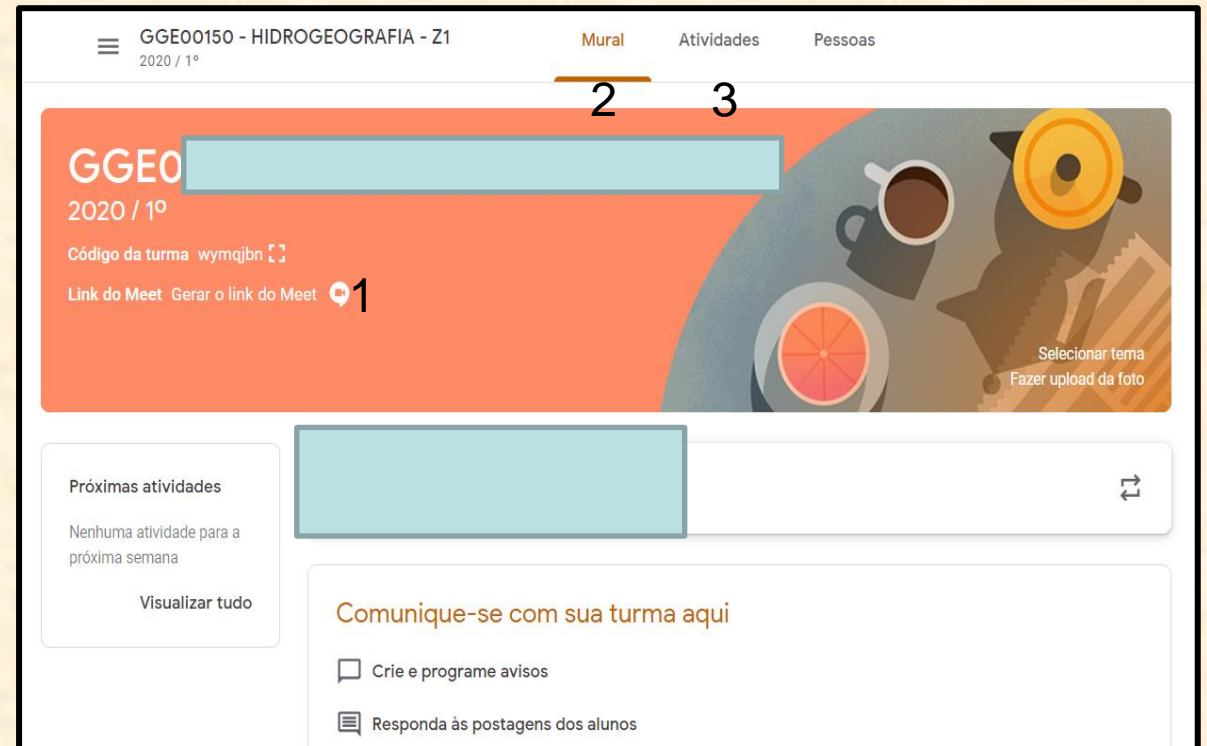 GGE00150 - HIDROGEOGRAFIA - Z1
2020 / 1º
Mural Atividades Pessoas
2 3
GGE0
2020 / 1º
Código da turma wymqjbn
Link do Meet Gerar o link do Meet 1
Selecionar tema
Fazer upload da foto
Próximas atividades
Nenhuma atividade para a
próxima semana
Visualizar tudo
Comunique-se com sua turma aqui
Crie e programe avisos
Responda às postagens dos alunos